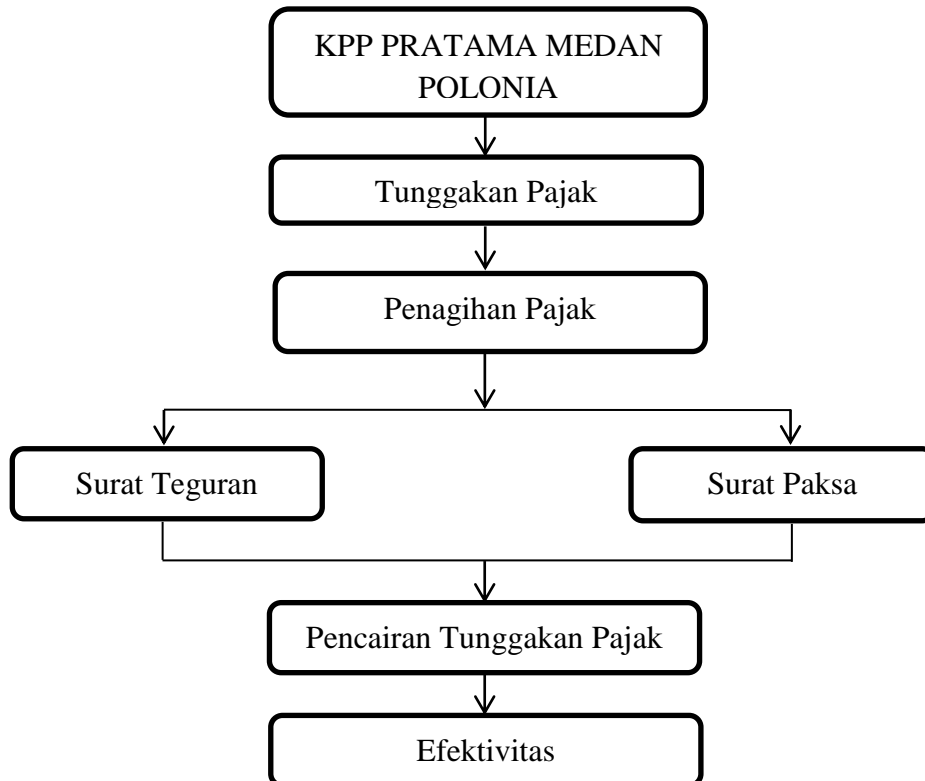 KPP PRATAMA MEDAN
POLONIA
Tunggakan Pajak
Penagihan Pajak
Surat Teguran
Surat Paksa
Pencairan Tunggakan Pajak
Efektivitas